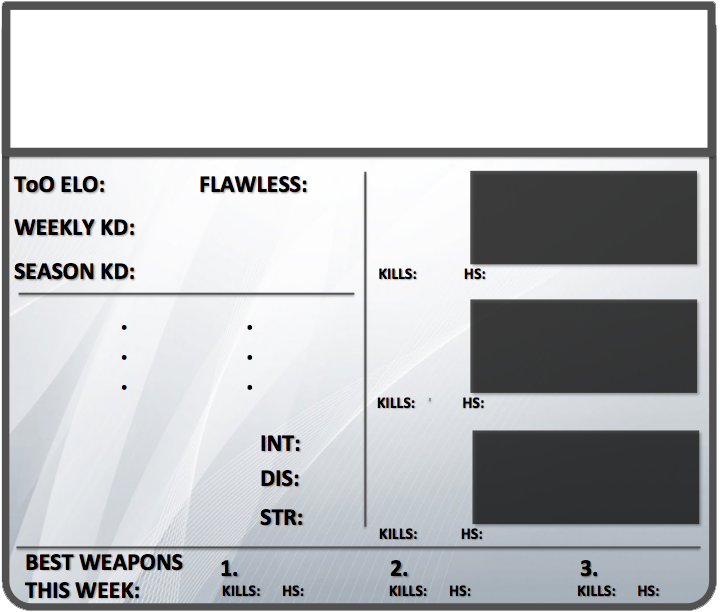 ToO ELO: FLAWLESS:
WEEKLY KD:
SEASON KD:
KILLS: HS:
. .
. .
. .
KILLS: HS:
INT:
DIS:
STR:
KILLS: HS:
BEST WEAPONS
THIS WEEK:
1. 2. 3.
KILLS: HS: KILLS: HS: KILLS: HS: